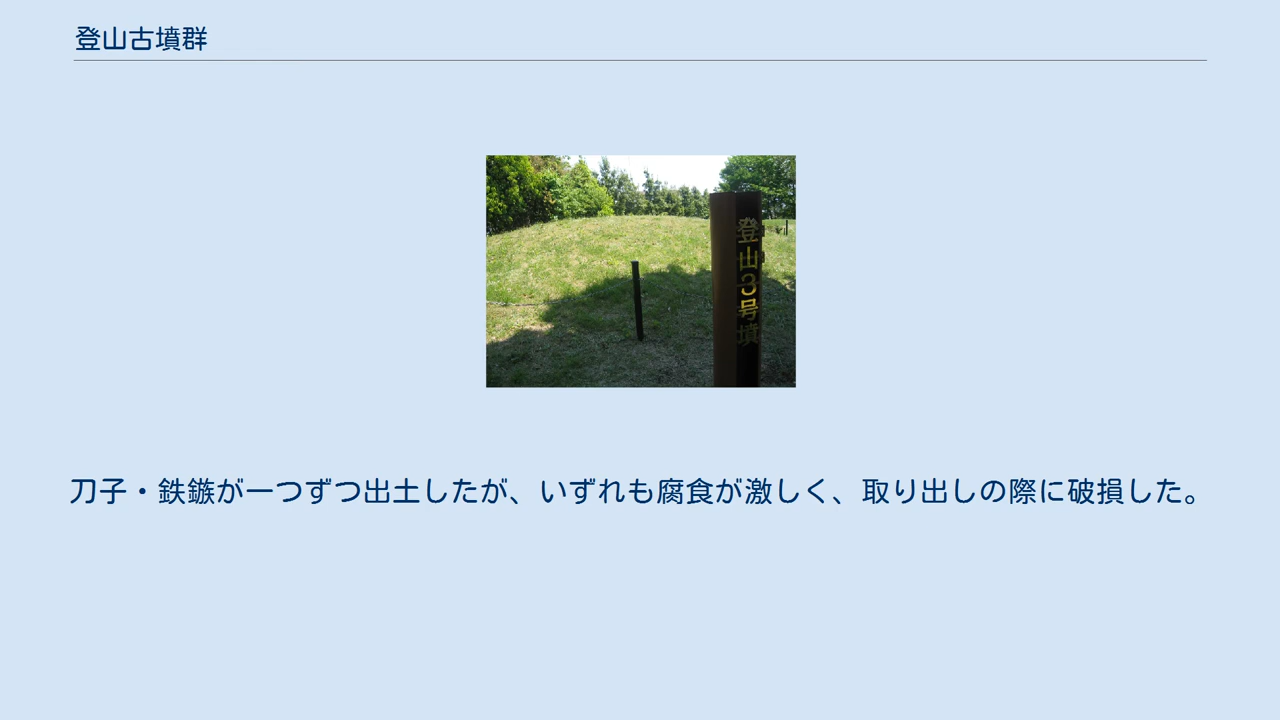 登山古墳群
登山3号墳
刀子・鉄鏃が一つずつ出土したが、いずれも腐食が激しく、取り出しの際に破損した。